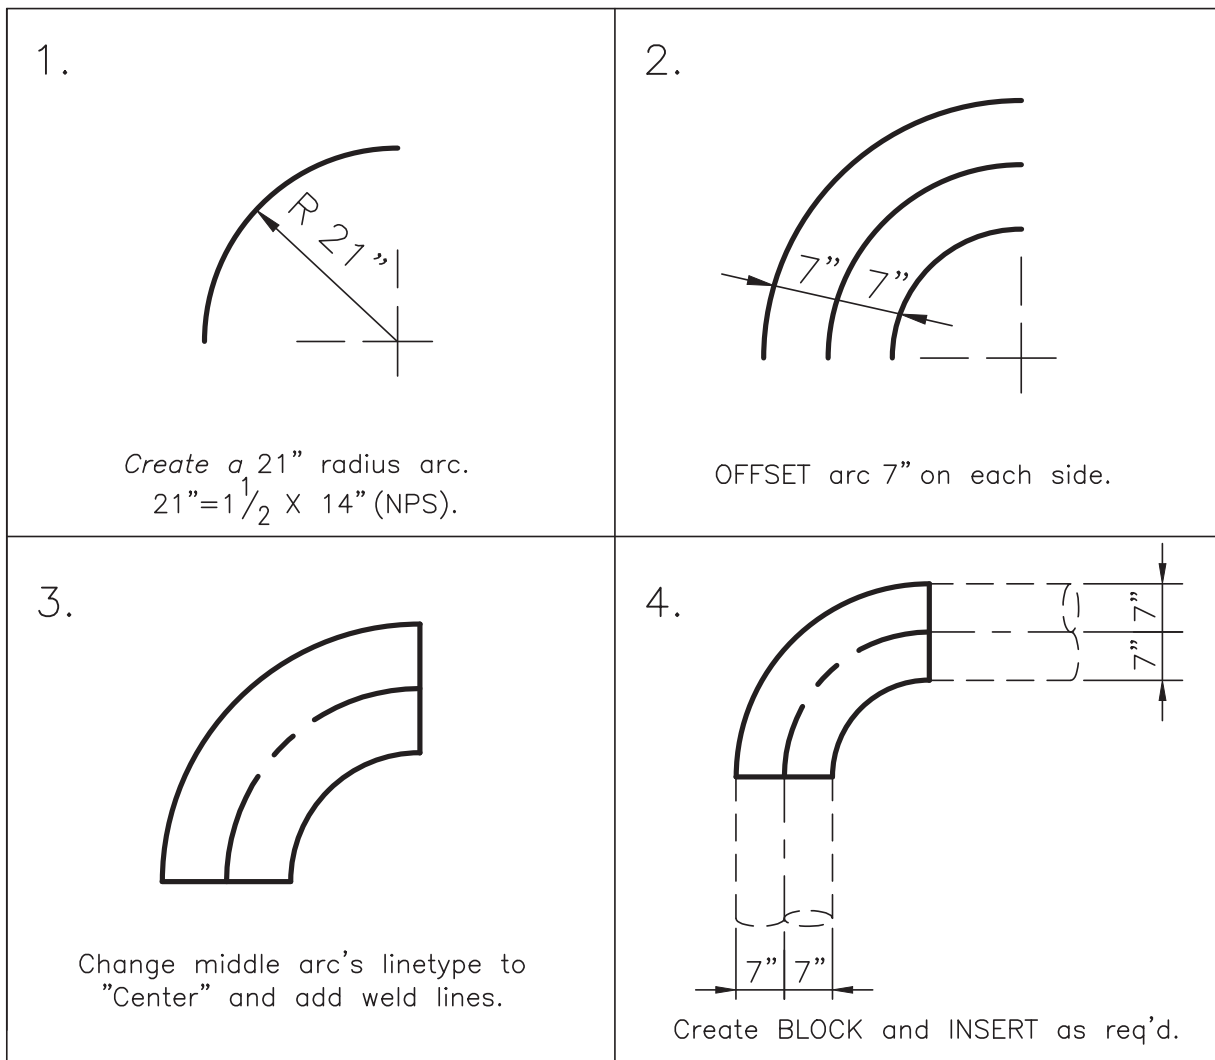 1.
R 21"
Create a 21" radius arc.
21"=1 1/2 X 14" (NPS).
2.
7" 7"
OFFSET arc 7" on each side.
3.
Change middle arc's linetype to
"Center" and add weld lines.
4.
7"
7"
7" 7"
Create BLOCK and INSERT as req'd.